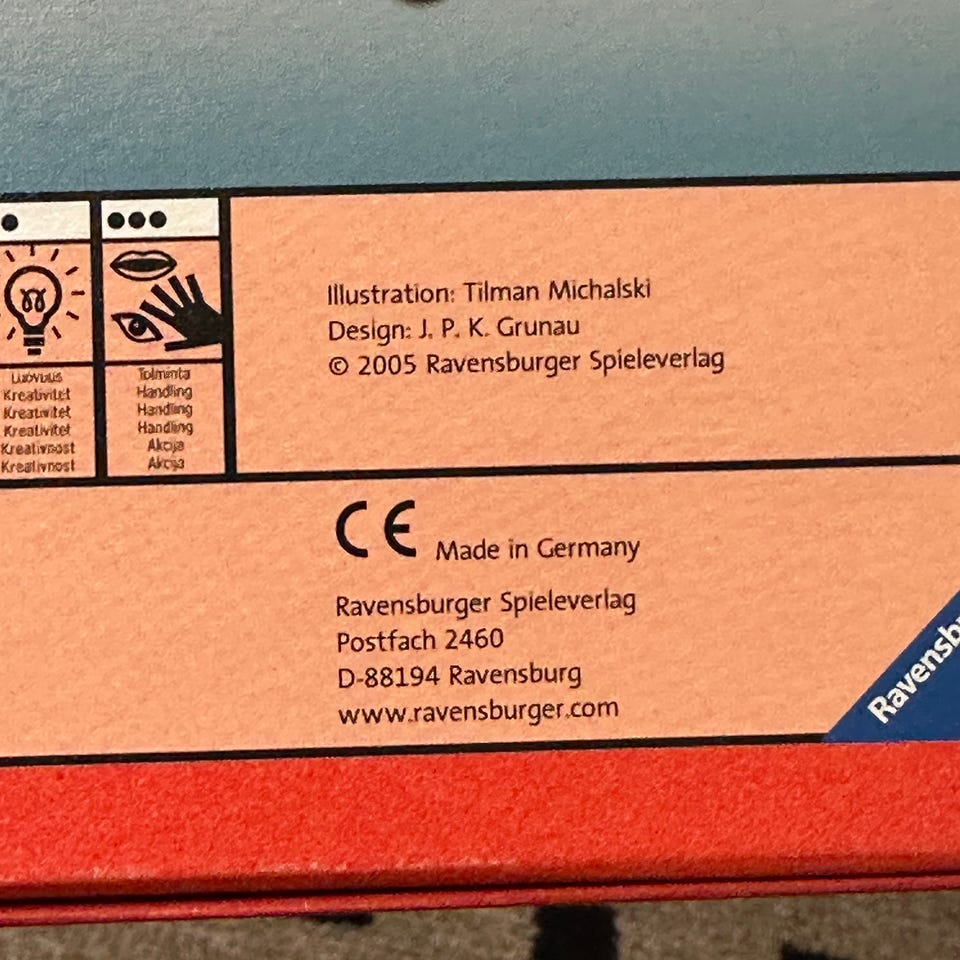 Luovuus
Kreativitet
Kreativitet
Kreativitet
Kreativnost
Kreativnost
Toiminta
Handling
Handling
Handling
Akcija
Akcija
Illustration: Tilman Michalski
Design: J. P. K. Grunau
© 2005 Ravensburger Spieleverlag
CE Made in Germany
Ravensburger Spieleverlag
Postfach 2460
D-88194 Ravensburg
www.ravensburger.com
Ravensbu